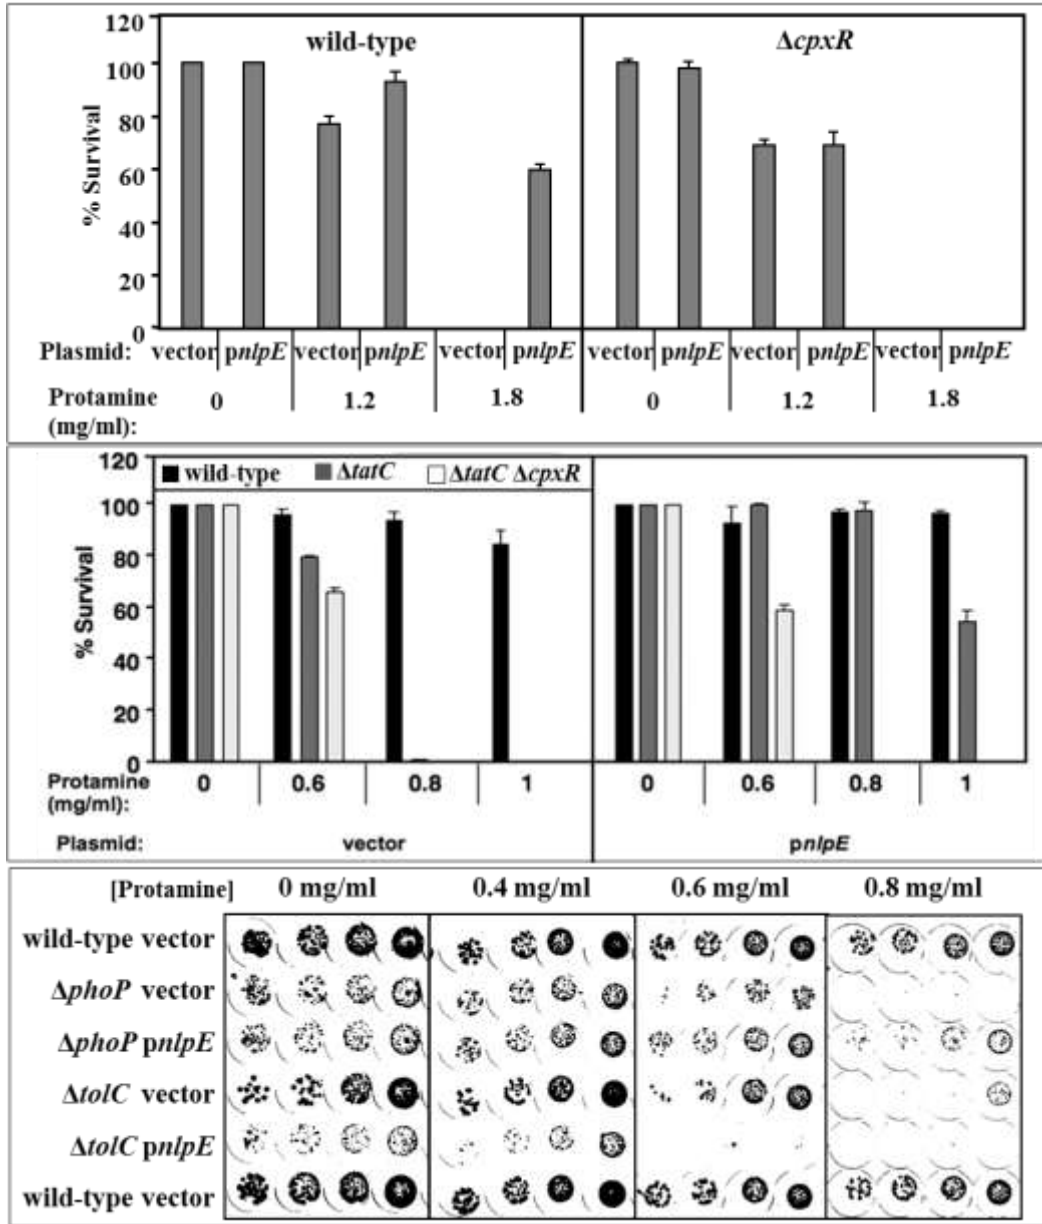 120
wild-type
ΔcpxR
100
80
60
40
20
0
% Survival
Plasmid: vector pnlpE vector pnlpE vector pnlpE vector pnlpE vector pnlpE vector pnlpE
Protamine 0 1.2 1.8 0 1.2 1.8
(mg/ml):
120
wild-type ΔtatC ΔtatC ΔcpxR
100
80
60
40
20
0
% Survival
Protamine 0 0.6 0.8 1 0 0.6 0.8 1
(mg/ml):
Plasmid: vector pnlpE
[Protamine] 0 mg/ml 0.4 mg/ml 0.6 mg/ml 0.8 mg/ml
wild-type vector
ΔphoP vector
ΔphoP pnlpE
ΔtolC vector
ΔtolC pnlpE
wild-type vector